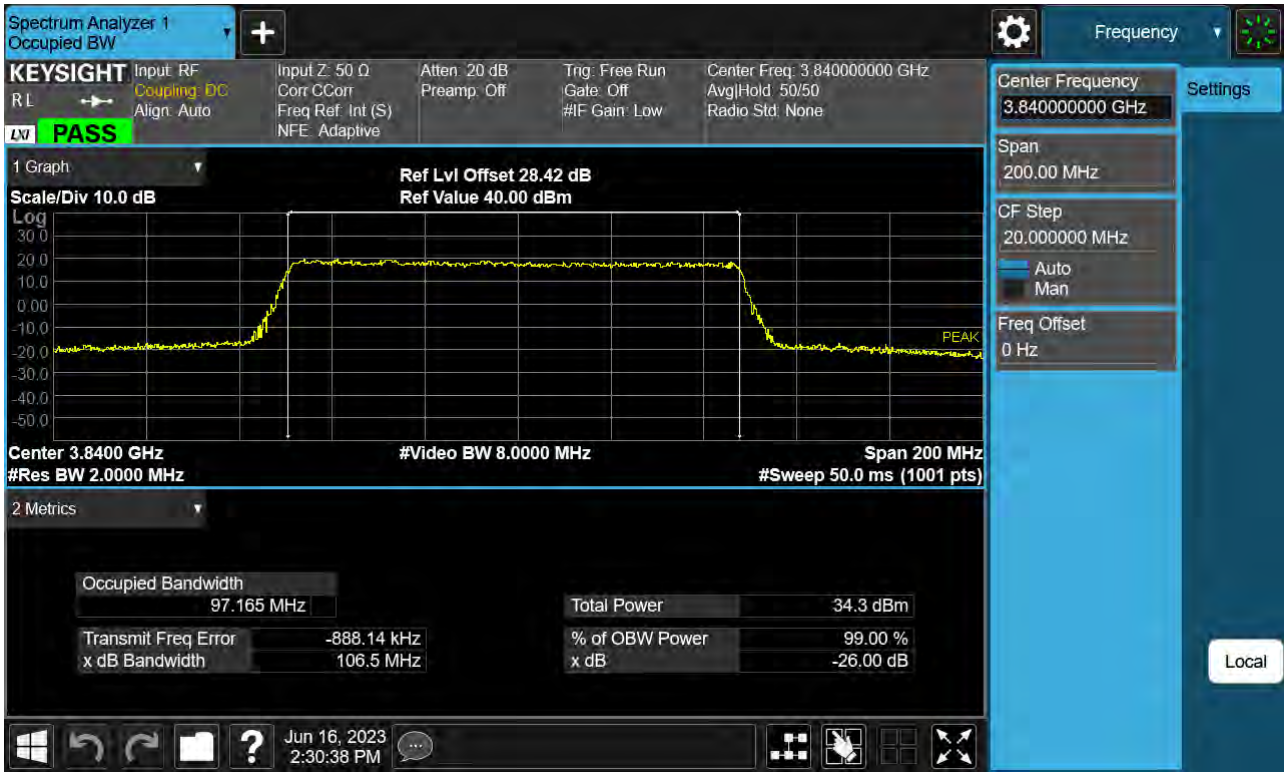 Spectrum Analyzer 1
Occupied BW
Frequency
KEYSIGHT
RL
LXI PASS
Input: RF
Coupling: DC
Align: Auto
Input Z: 50 Ω
Corr CCorr
Freq Ref: Int (S)
NFE: Adaptive
Atten: 20 dB
Preamp: Off
Trig: Free Run
Gate: Off
#IF Gain: Low
Center Freq: 3.840000000 GHz
Avg|Hold: 50/50
Radio Std: None
1 Graph
Scale/Div 10.0 dB
Ref Lvl Offset 28.42 dB
Ref Value 40.00 dBm
Log
30.0
20.0
10.0
0.00
-10.0
-20.0
-30.0
-40.0
-50.0
PEAK
Center 3.8400 GHz
#Video BW 8.0000 MHz
Span 200 MHz
#Res BW 2.0000 MHz
#Sweep 50.0 ms (1001 pts)
2 Metrics
Occupied Bandwidth
97.165 MHz
Total Power 34.3 dBm
Transmit Freq Error -888.14 kHz
% of OBW Power 99.00 %
x dB Bandwidth 106.5 MHz
x dB -26.00 dB
Center Frequency
3.840000000 GHz
Settings
Span
200.00 MHz
CF Step
20.000000 MHz
Auto
Man
Freq Offset
0 Hz
Local
?
Jun 16, 2023
2:30:38 PM